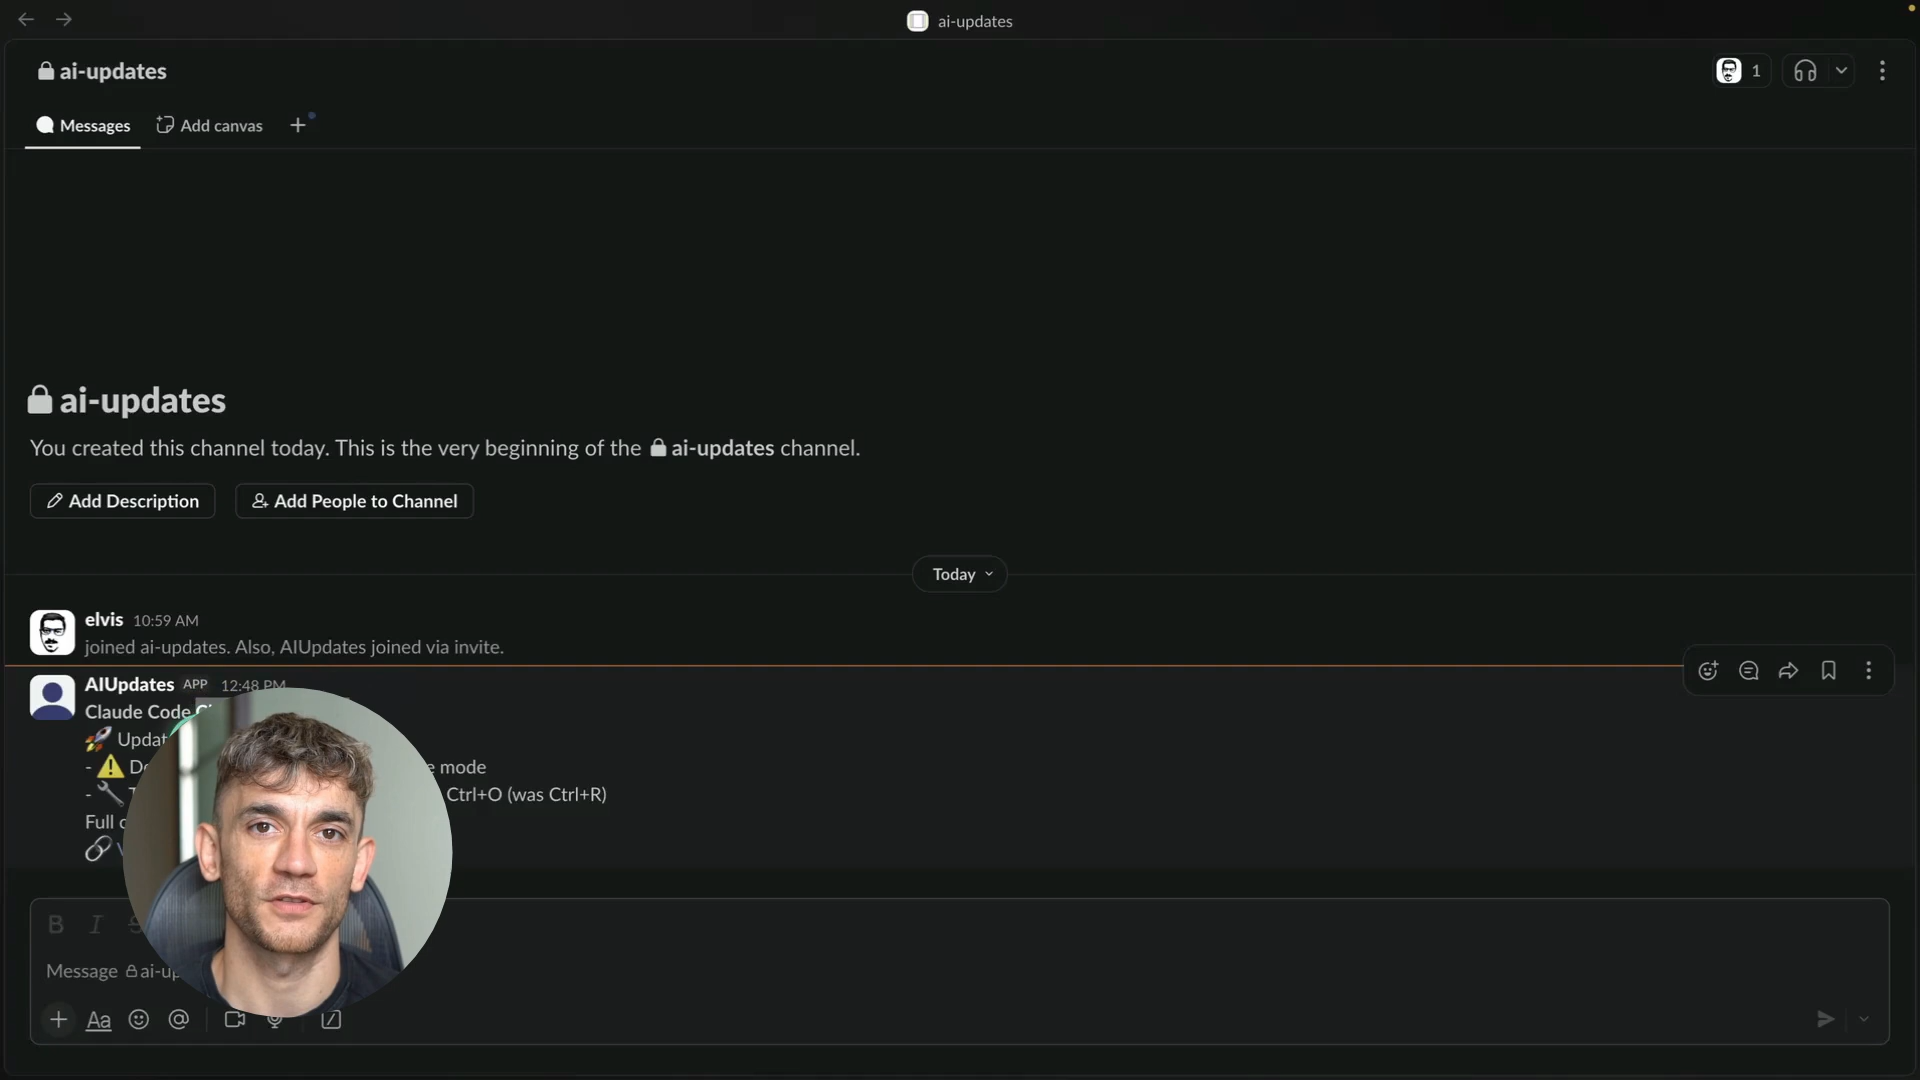 ai-updates
ai-updates
1
Messages
Add canvas
ai-updates
You created this channel today. This is the very beginning of the ai-updates channel.
Add Description
Add People to Channel
Today
elvis 10:59 AM
joined ai-updates. Also, AIUpdates joined via invite.
AIUpdates APP 12:48 PM
Claude Code
mode
Ctrl+O (was Ctrl+R)
Full
B I S
Message
Aa